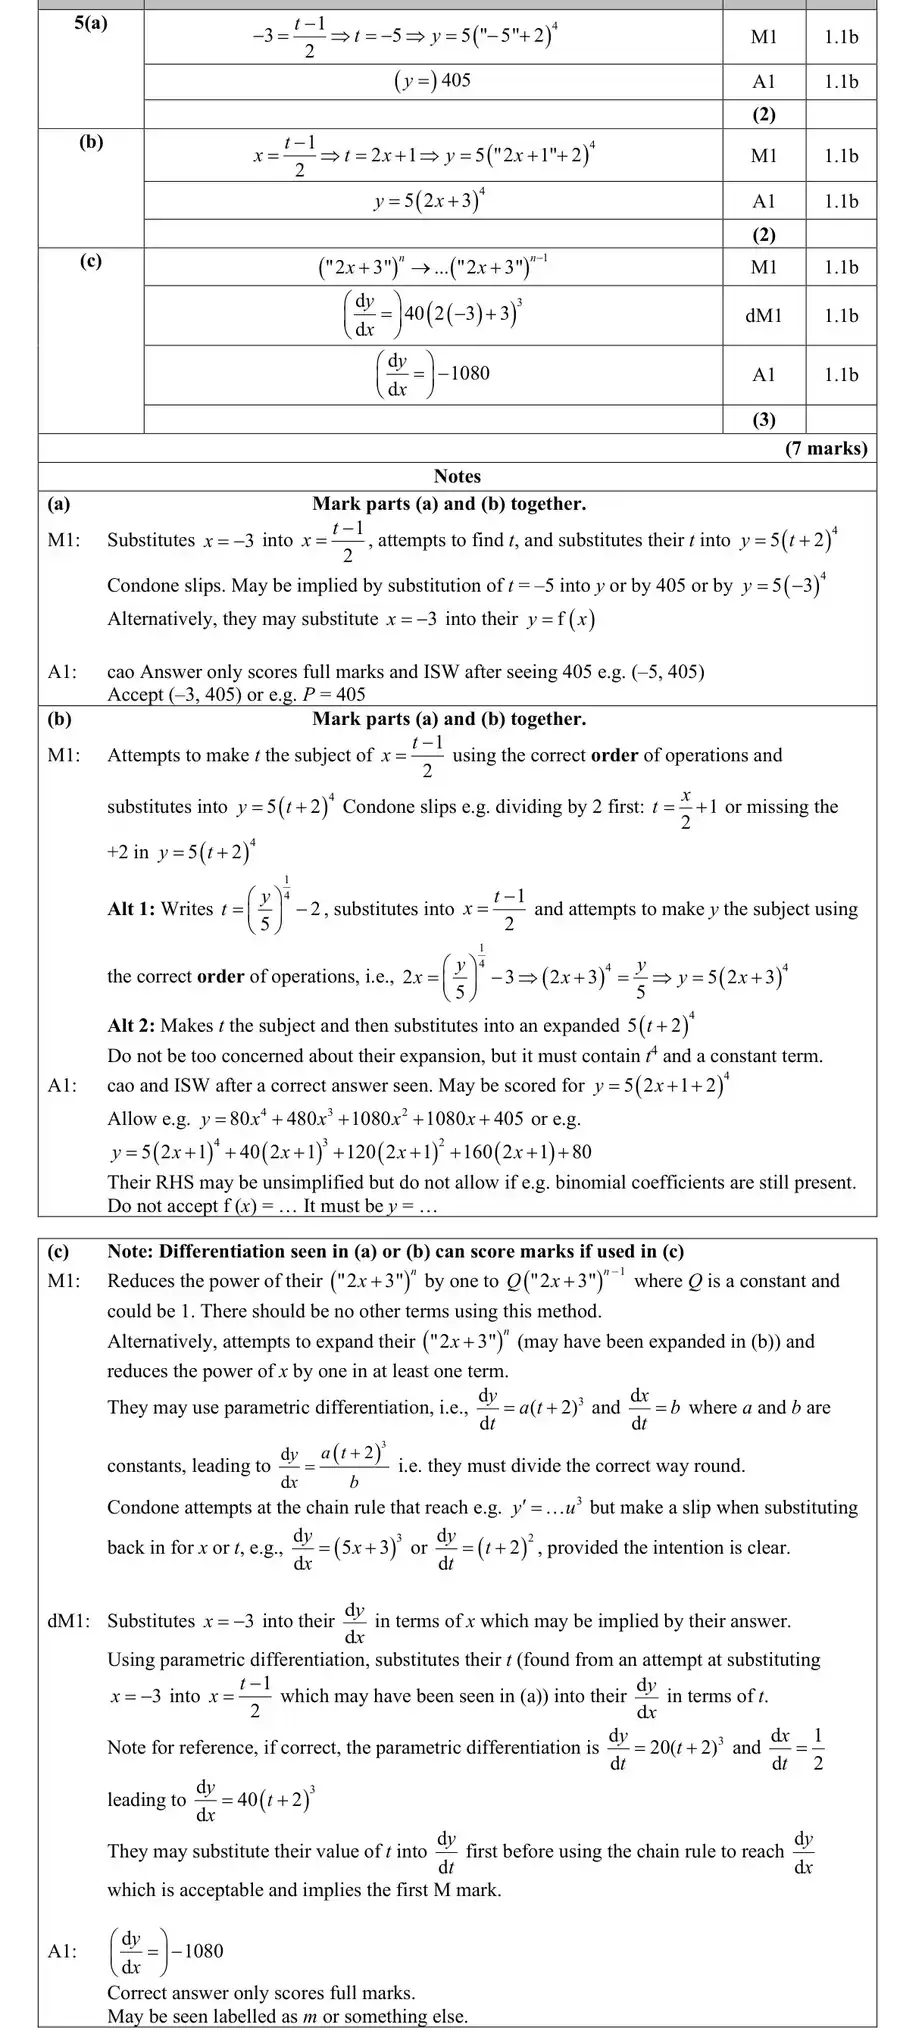 5(a) −3 = (t−1)/2 ⇒ t = −5 ⇒ y = 5("−5"+2)⁴ M1 1.1b
(y =) 405 A1 1.1b
(2)
(b) x = (t−1)/2 ⇒ t = 2x+1 ⇒ y = 5("2x+1"+2)⁴ M1 1.1b
y = 5(2x+3)⁴ A1 1.1b
(2)
(c) ("2x+3")ⁿ → ...("2x+3")ⁿ⁻¹ M1 1.1b
(dy/dx =) 40(2(−3)+3)³ dM1 1.1b
(dy/dx =) −1080 A1 1.1b
(3)
(7 marks)
Notes
(a) Mark parts (a) and (b) together.
M1: Substitutes x = −3 into x = (t−1)/2, attempts to find t, and substitutes their t into y = 5(t+2)⁴
Condone slips. May be implied by substitution of t = –5 into y or by 405 or by y = 5(−3)⁴
Alternatively, they may substitute x = −3 into their y = f(x)
A1: cao Answer only scores full marks and ISW after seeing 405 e.g. (–5, 405)
Accept (–3, 405) or e.g. P = 405
(b) Mark parts (a) and (b) together.
M1: Attempts to make t the subject of x = (t−1)/2 using the correct order of operations and
substitutes into y = 5(t+2)⁴ Condone slips e.g. dividing by 2 first: t = x/2 + 1 or missing the
+2 in y = 5(t+2)⁴
Alt 1: Writes t = (y/5)^(1/4) − 2, substitutes into x = (t−1)/2 and attempts to make y the subject using
the correct order of operations, i.e., 2x = (y/5)^(1/4) − 3 ⇒ (2x+3)⁴ = y/5 ⇒ y = 5(2x+3)⁴
Alt 2: Makes t the subject and then substitutes into an expanded 5(t+2)⁴
Do not be too concerned about their expansion, but it must contain t⁴ and a constant term.
A1: cao and ISW after a correct answer seen. May be scored for y = 5(2x+1+2)⁴
Allow e.g. y = 80x⁴ + 480x³ + 1080x² + 1080x + 405 or e.g.
y = 5(2x+1)⁴ + 40(2x+1)³ + 120(2x+1)² + 160(2x+1) + 80
Their RHS may be unsimplified but do not allow if e.g. binomial coefficients are still present.
Do not accept f (x) = … It must be y = …
(c) Note: Differentiation seen in (a) or (b) can score marks if used in (c)
M1: Reduces the power of their ("2x+3")ⁿ by one to Q("2x+3")ⁿ⁻¹ where Q is a constant and
could be 1. There should be no other terms using this method.
Alternatively, attempts to expand their ("2x+3")ⁿ (may have been expanded in (b)) and
reduces the power of x by one in at least one term.
They may use parametric differentiation, i.e., dy/dt = a(t+2)³ and dx/dt = b where a and b are
constants, leading to dy/dx = a(t+2)³/b i.e. they must divide the correct way round.
Condone attempts at the chain rule that reach e.g. y′ = …u³ but make a slip when substituting
back in for x or t, e.g., dy/dx = (5x+3)³ or dy/dt = (t+2)², provided the intention is clear.
dM1: Substitutes x = −3 into their dy/dx in terms of x which may be implied by their answer.
Using parametric differentiation, substitutes their t (found from an attempt at substituting
x = −3 into x = (t−1)/2 which may have been seen in (a)) into their dy/dx in terms of t.
Note for reference, if correct, the parametric differentiation is dy/dt = 20(t+2)³ and dx/dt = 1/2
leading to dy/dx = 40(t+2)³
They may substitute their value of t into dy/dt first before using the chain rule to reach dy/dx
which is acceptable and implies the first M mark.
A1: (dy/dx =) −1080
Correct answer only scores full marks.
May be seen labelled as m or something else.